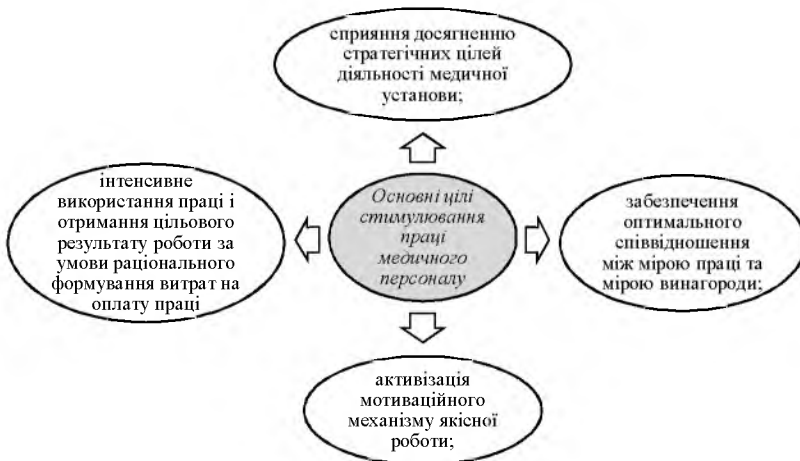 сприяння досягненню
стратегічних цілей
діяльності медичної
установи;
інтенсивне
використання праці і
отримання цільового
результату роботи за
умови раціонального
формування витрат на
оплату праці
Основні цілі
стимулювання
праці
медичного
персоналу
забезпечення
оптимального
співвідношення
між мірою праці та
мірою винагороди;
активізація
мотиваційного
механізму якісної
роботи;